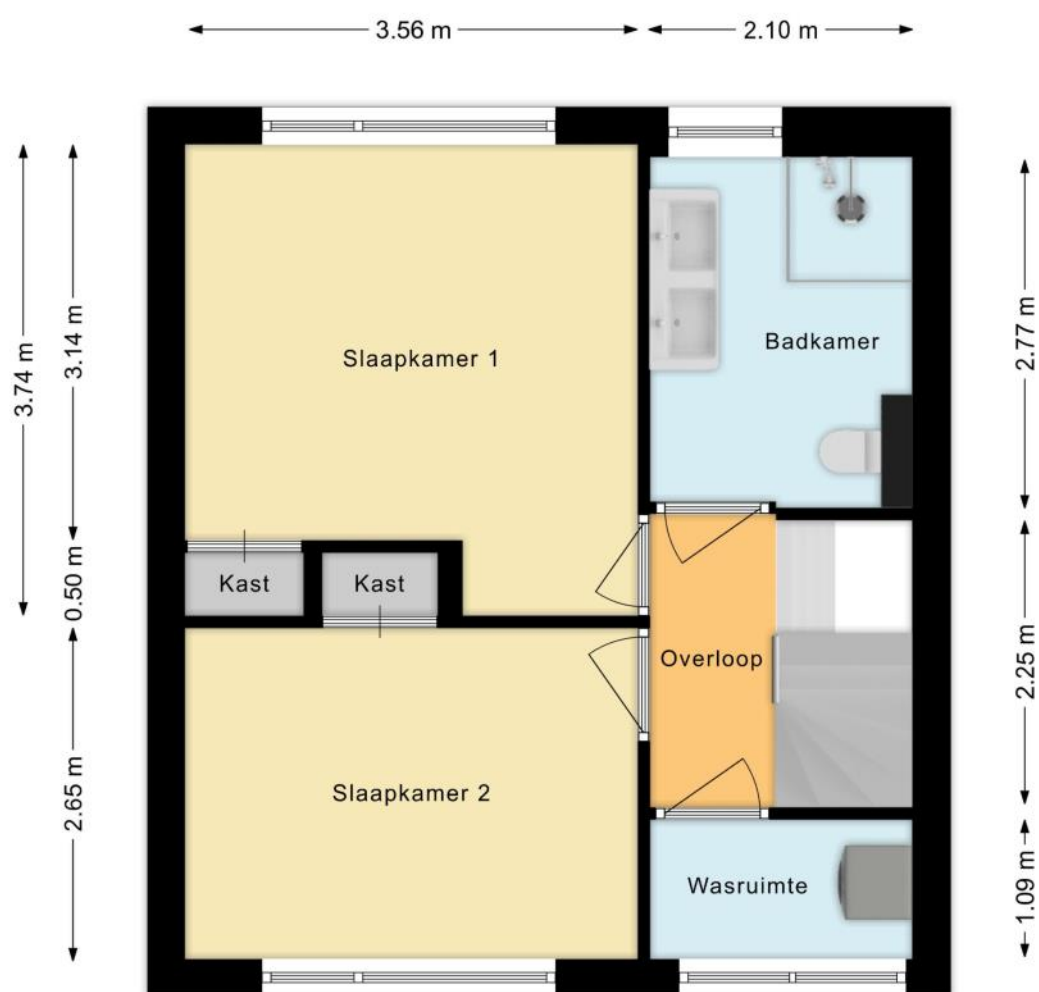 3.56 m
2.10 m
3.74 m
3.14 m
0.50 m
2.65 m
2.77 m
2.25 m
1.09 m
Slaapkamer 1
Badkamer
Kast
Kast
Overloop
Slaapkamer 2
Wasruimte